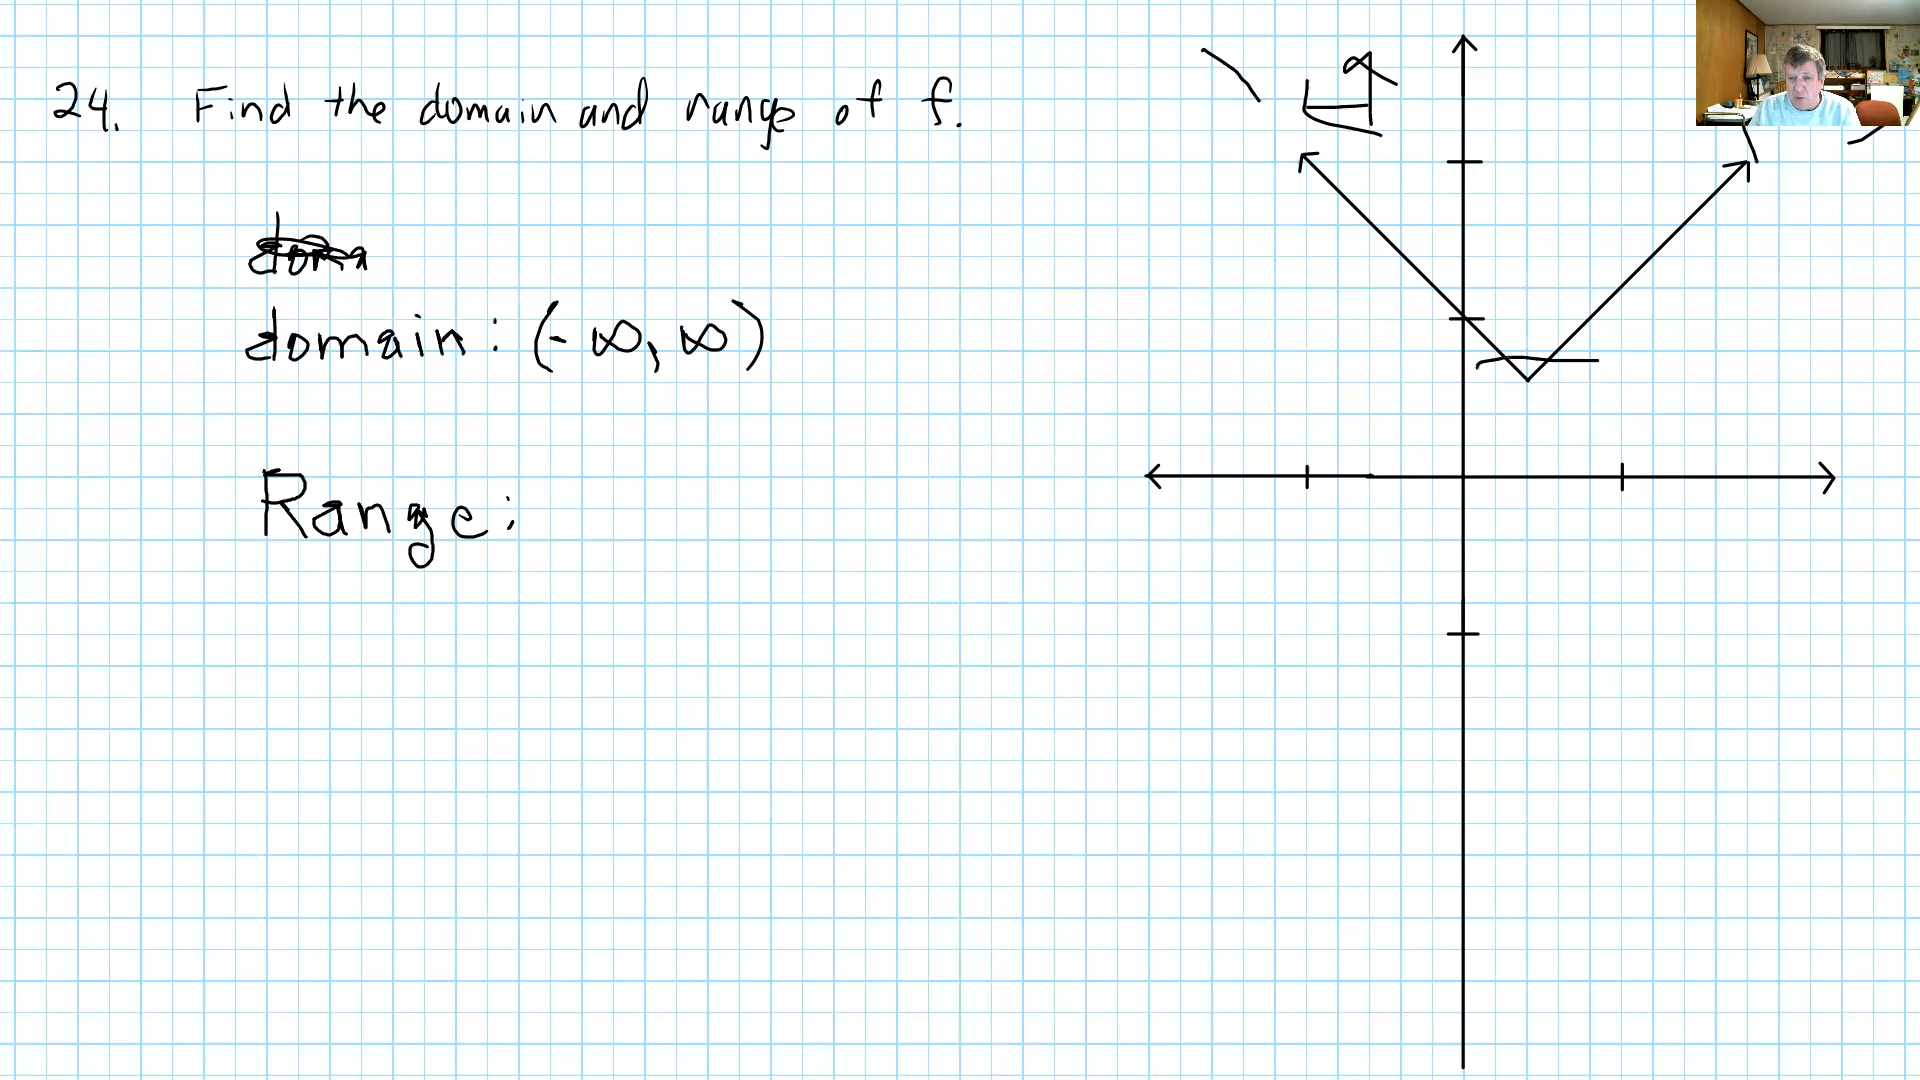 24. Find the domain and range of f.
domain: (-∞, ∞)
Range: